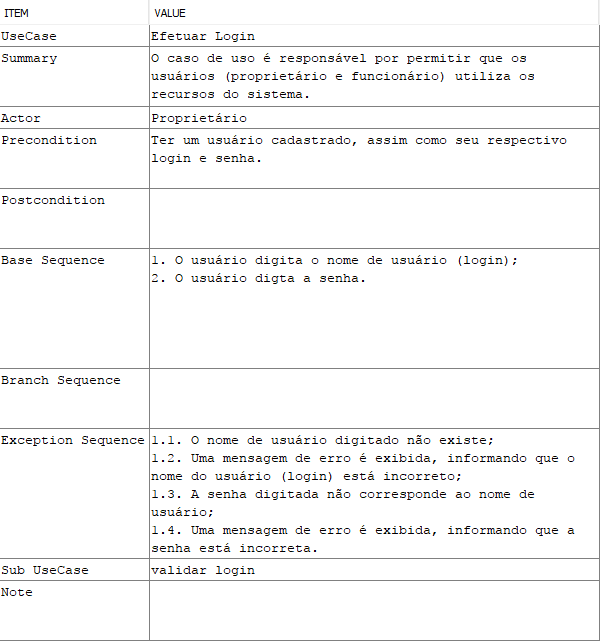 ITEM VALUE
UseCase Efetuar Login
Summary O caso de uso é responsável por permitir que os
usuários (proprietário e funcionário) utiliza os
recursos do sistema.
Actor Proprietário
Precondition Ter um usuário cadastrado, assim como seu respectivo
login e senha.
Postcondition
Base Sequence 1. O usuário digita o nome de usuário (login);
2. O usuário digta a senha.
Branch Sequence
Exception Sequence 1.1. O nome de usuário digitado não existe;
1.2. Uma mensagem de erro é exibida, informando que o
nome do usuário (login) está incorreto;
1.3. A senha digitada não corresponde ao nome de
usuário;
1.4. Uma mensagem de erro é exibida, informando que a
senha está incorreta.
Sub UseCase validar login
Note